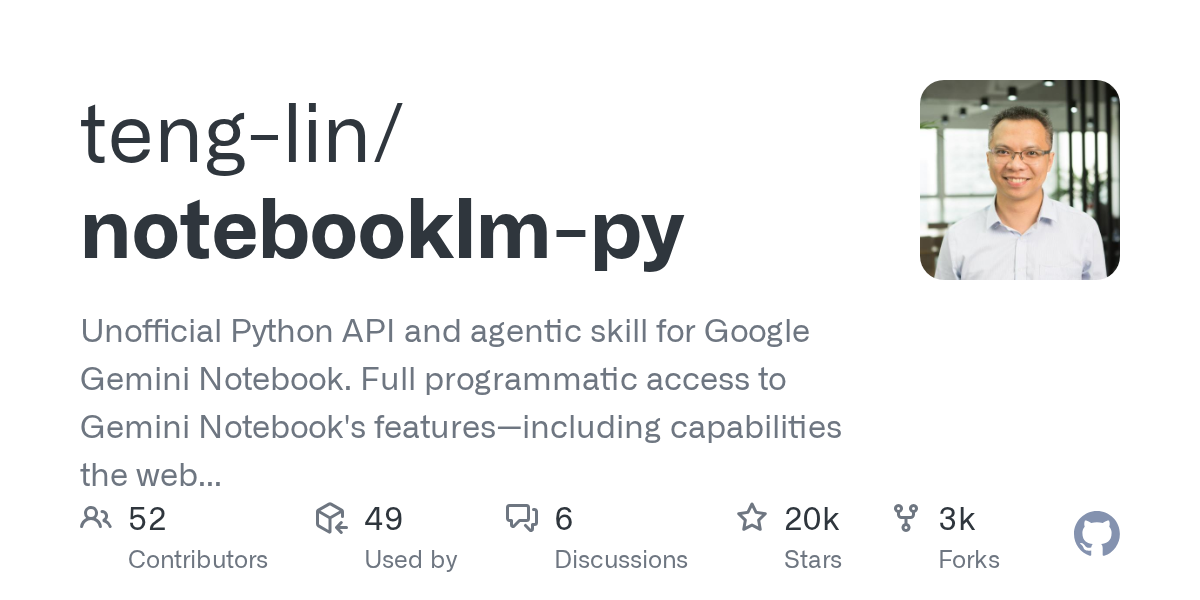 teng-lin/
notebooklm-py
Unofficial Python API and agentic skill for Google
Gemini Notebook. Full programmatic access to
Gemini Notebook's features—including capabilities
the web...
52
Contributors
49
Used by
6
Discussions
20k
Stars
3k
Forks